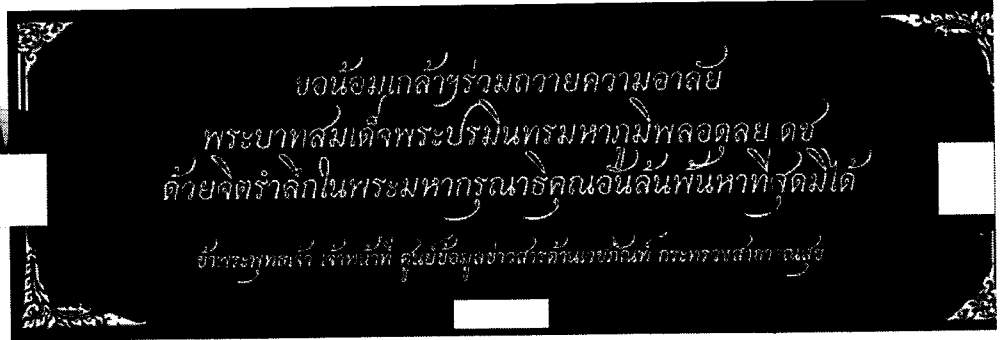 ขอน้อมเกล้าฯร่วมถวายความอาลัย
พระบาทสมเด็จพระปรมินทรมหาภูมิพลอดุลย ดช
ด้วยจิตรำลึกในพระมหากรุณาธิคุณอันล้นพ้นหาที่สุดมิได้
ข้าพระพุทธเจ้า เจ้าหน้าที่ ศูนย์ข้อมูลข่าวสารด้านเวชภัณฑ์ กระทรวงสาธารณสุข